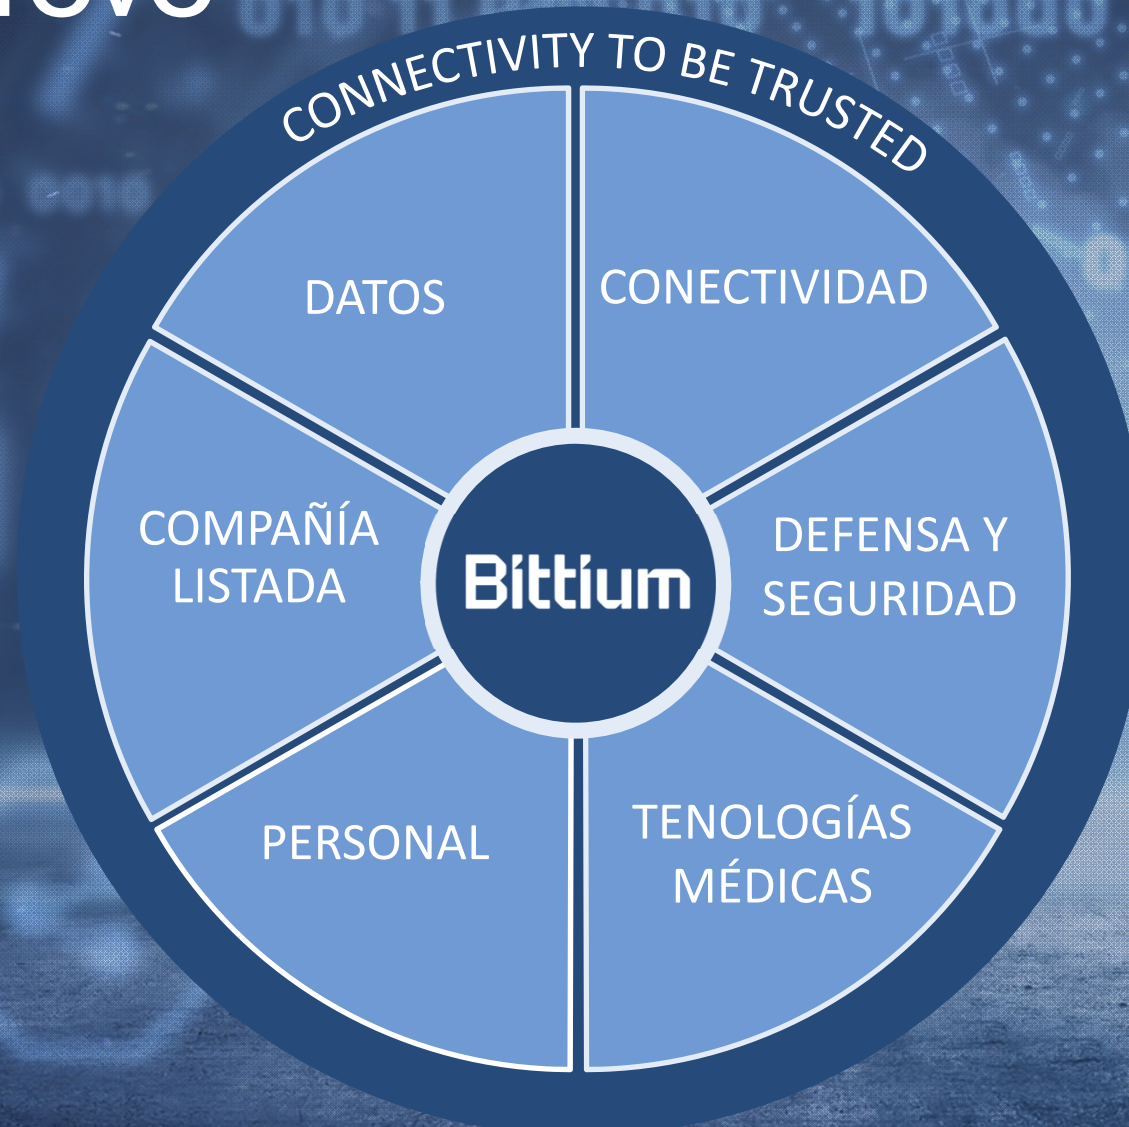 CONNECTIVITY TO BE TRUSTED
DATOS
CONECTIVIDAD
COMPAÑÍA
LISTADA
Bittium
DEFENSA Y
SEGURIDAD
PERSONAL
TENOLOGÍAS
MÉDICAS